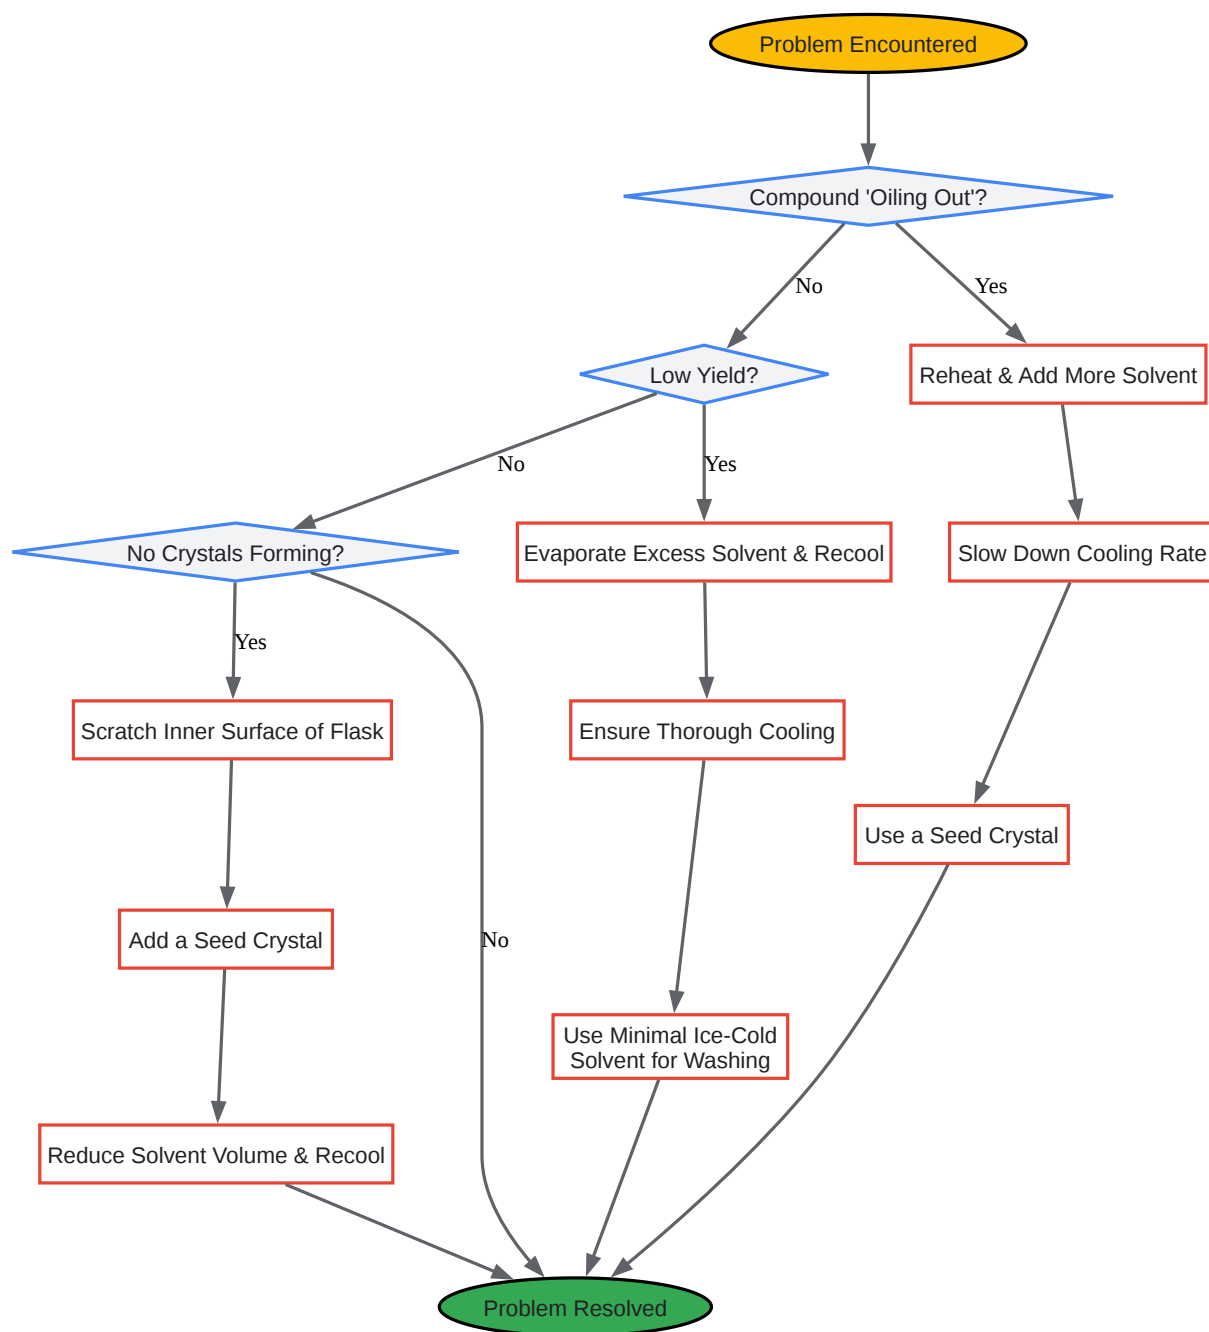 Problem Encountered
Compound 'Oiling Out'?
No
Yes
Low Yield?
Reheat & Add More Solvent
No
Yes
No Crystals Forming?
Evaporate Excess Solvent & Recool
Slow Down Cooling Rate
Yes
Scratch Inner Surface of Flask
Ensure Thorough Cooling
Use a Seed Crystal
Add a Seed Crystal
No
Use Minimal Ice-Cold
Solvent for Washing
Reduce Solvent Volume & Recool
Problem Resolved